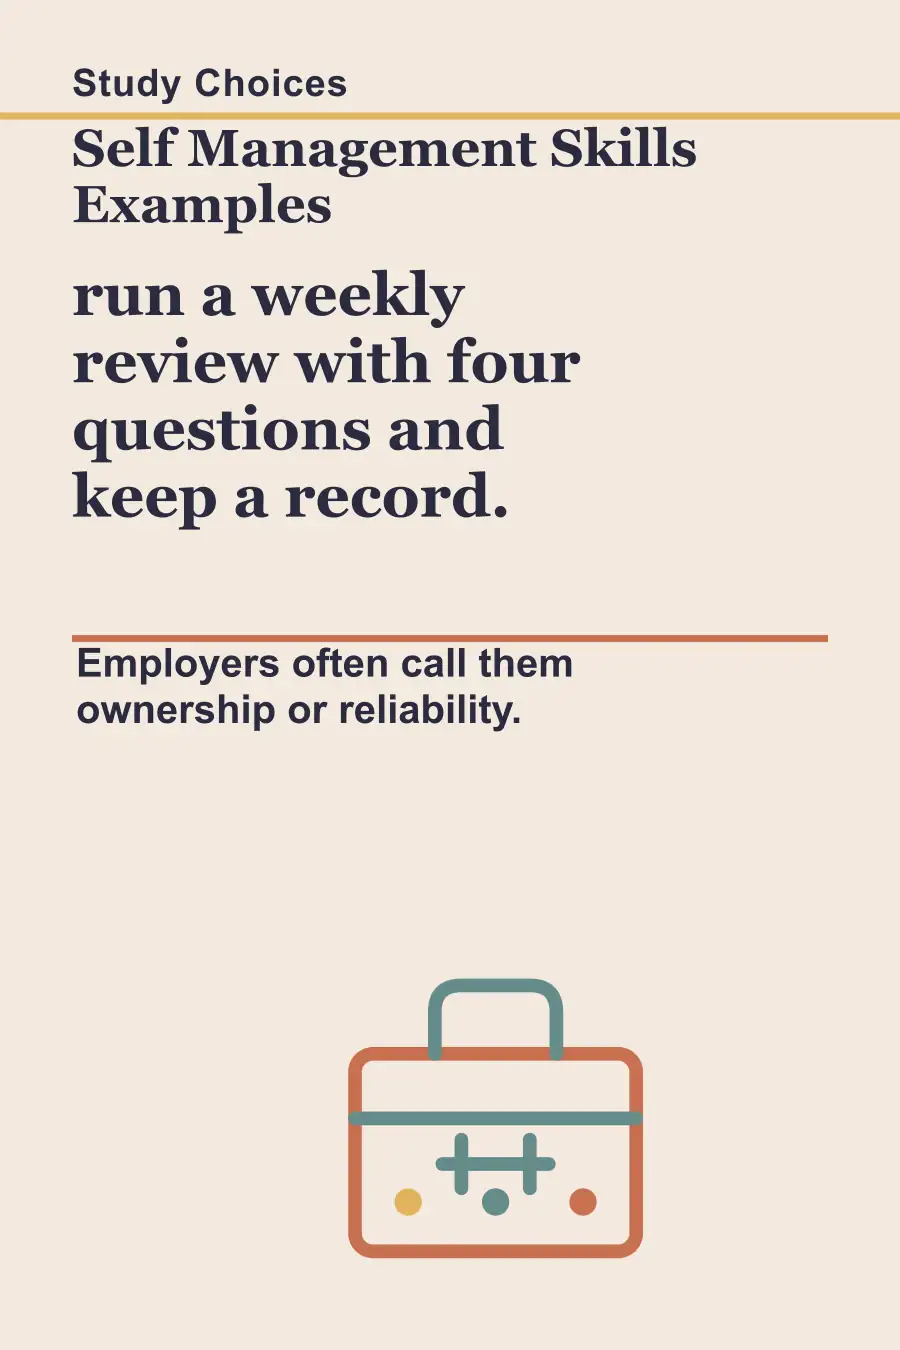 Study Choices
Self Management Skills
Examples
run a weekly
review with four
questions and
keep a record.
Employers often call them
ownership or reliability.